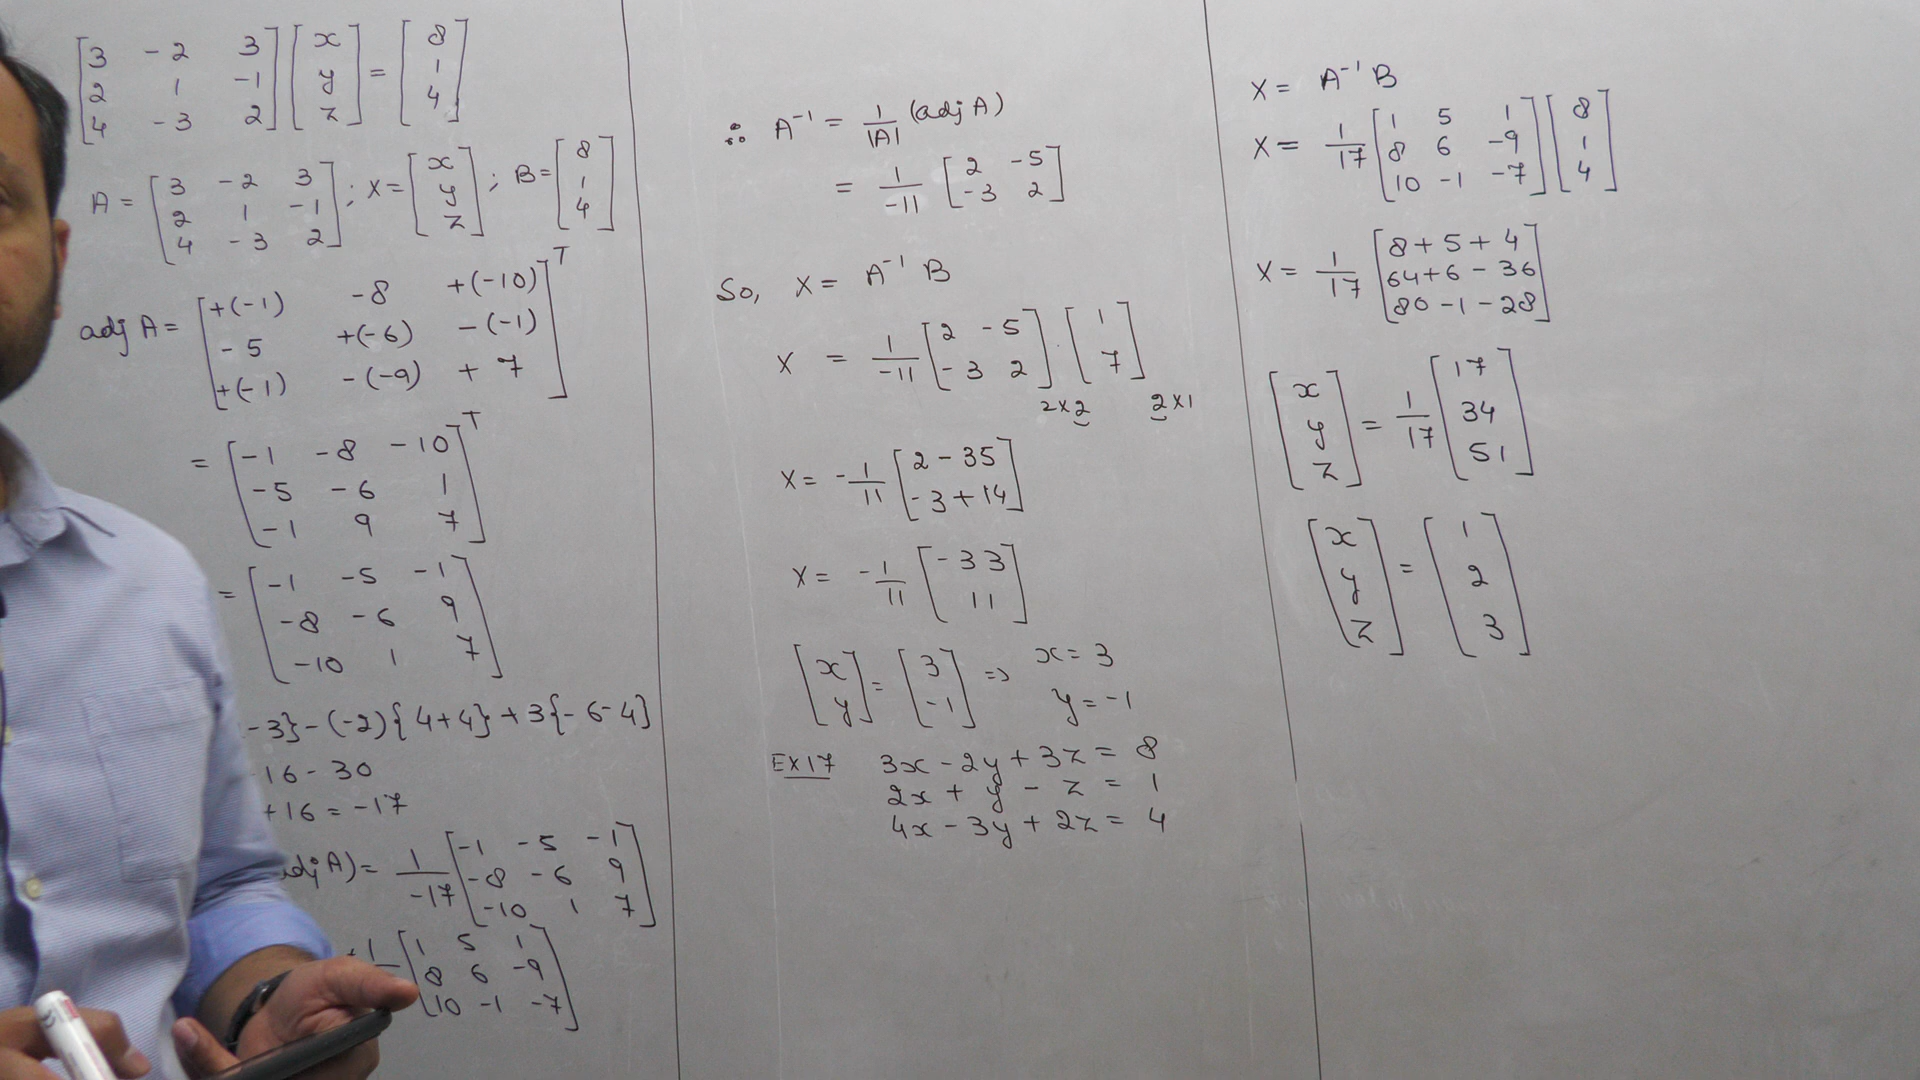 [3 -2 3] [x] = [8]
[2 1 -1] [y] [1]
[4 -3 2] [z] [4]
A = [3 -2 3] ; X = [x] ; B = [8]
[2 1 -1] [y] [1]
[4 -3 2] [z] [4]
adj A = [+(-1) -8 +(-10)]ᵀ
[-5 +(-6) -(-1)]
[+(-1) -(-9) +7]
= [-1 -8 -10]ᵀ
[-5 -6 1]
[-1 9 7]
= [-1 -5 -1]
[-8 -6 9]
[-10 1 7]
-3} -(-2){4+4} + 3{-6-4}
16 - 30
+16 = -17
adj A) = 1/-17 [-1 -5 -1]
[-8 -6 9]
[-10 1 7]
[1 5 1]
[8 6 -9]
[10 -1 -7]
∴ A⁻¹ = 1/|A| (adj A)
= 1/-11 [2 -5]
[-3 2]
So, X = A⁻¹ B
X = 1/-11 [2 -5] . [1]
[-3 2] [7]
2×2 2×1
X = -1/11 [2 - 35]
[-3 + 14]
X = -1/11 [-33]
[11]
[x] = [3] => x = 3
[y] [-1] y = -1
EX17 3x - 2y + 3z = 8
2x + y - z = 1
4x - 3y + 2z = 4
X = A⁻¹ B
X = 1/17 [1 5 1] [8]
[8 6 -9] [1]
[10 -1 -7] [4]
X = 1/17 [8 + 5 + 4]
[64 + 6 - 36]
[80 - 1 - 28]
[x] = 1/17 [17]
[y] [34]
[z] [51]
[x] = [1]
[y] [2]
[z] [3]